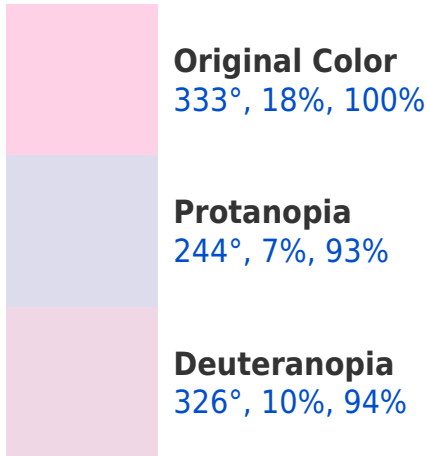 Original Color
333°, 18%, 100%
Protanopia
244°, 7%, 93%
Deuteranopia
326°, 10%, 94%